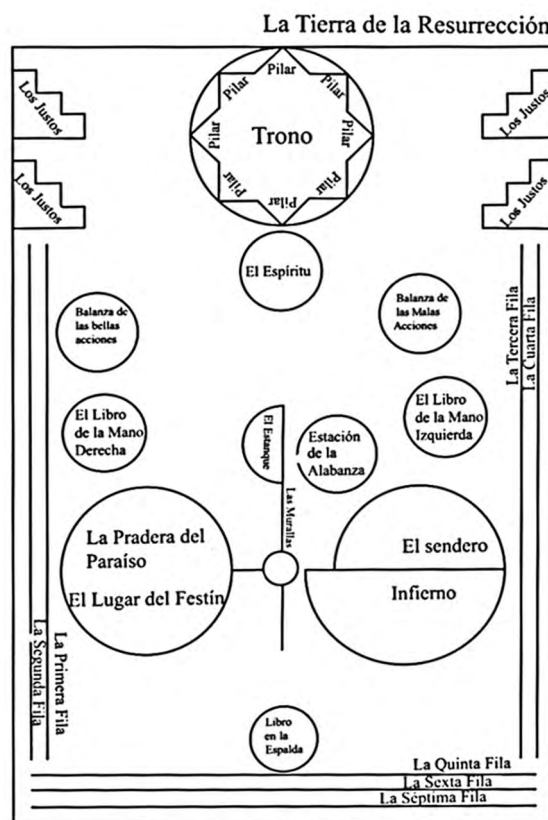 La Tierra de la Resurrección
Pilar
Pilar
Pilar
Pilar
Pilar
Trono
Pilar
Pilar
Pilar
Los Justos
Los Justos
Los Justos
Los Justos
El Espíritu
Balanza de
las bellas
acciones
Balanza de
las Malas
Acciones
La Tercera Fila
La Cuarta Fila
El Libro
de la Mano
Derecha
El Estanque
Estación
de la
Alabanza
El Libro
de la Mano
Izquierda
Las Murallas
La Pradera del
Paraíso
El Lugar del Festín
El sendero
Infierno
La Segunda Fila
La Primera Fila
Libro
en la
Espalda
La Quinta Fila
La Sexta Fila
La Séptima Fila